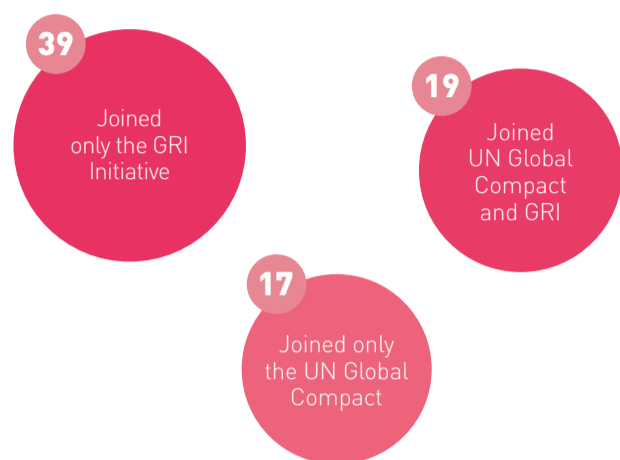 39
Joined
only the GRI
Initiative
19
Joined
UN Global
Compact
and GRI
17
Joined only
the UN Global
Compact